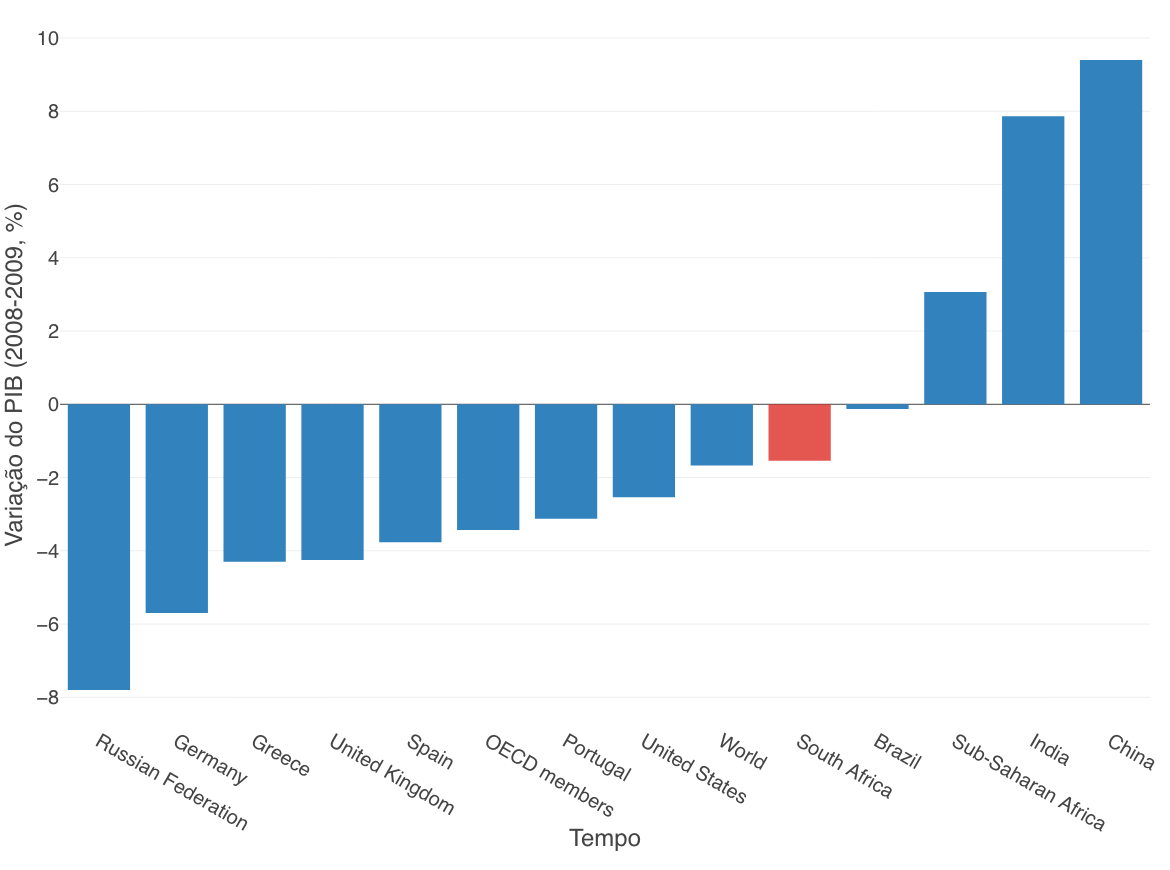 10
8
6
4
2
0
−2
−4
−6
−8
Variação do PIB (2008-2009, %)
Russian Federation
Germany
Greece
United Kingdom
Spain
OECD members
Portugal
United States
World
South Africa
Brazil
Sub-Saharan Africa
India
China
Tempo